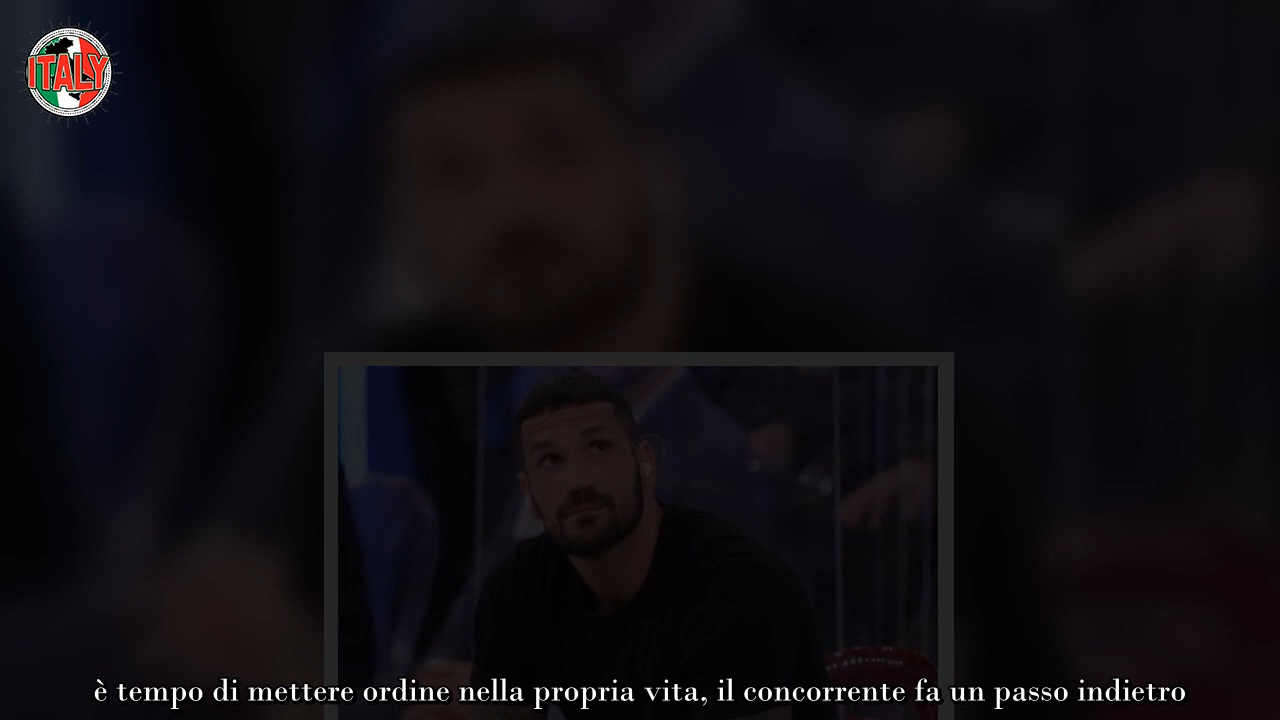 ITALY
è tempo di mettere ordine nella propria vita, il concorrente fa un passo indietro